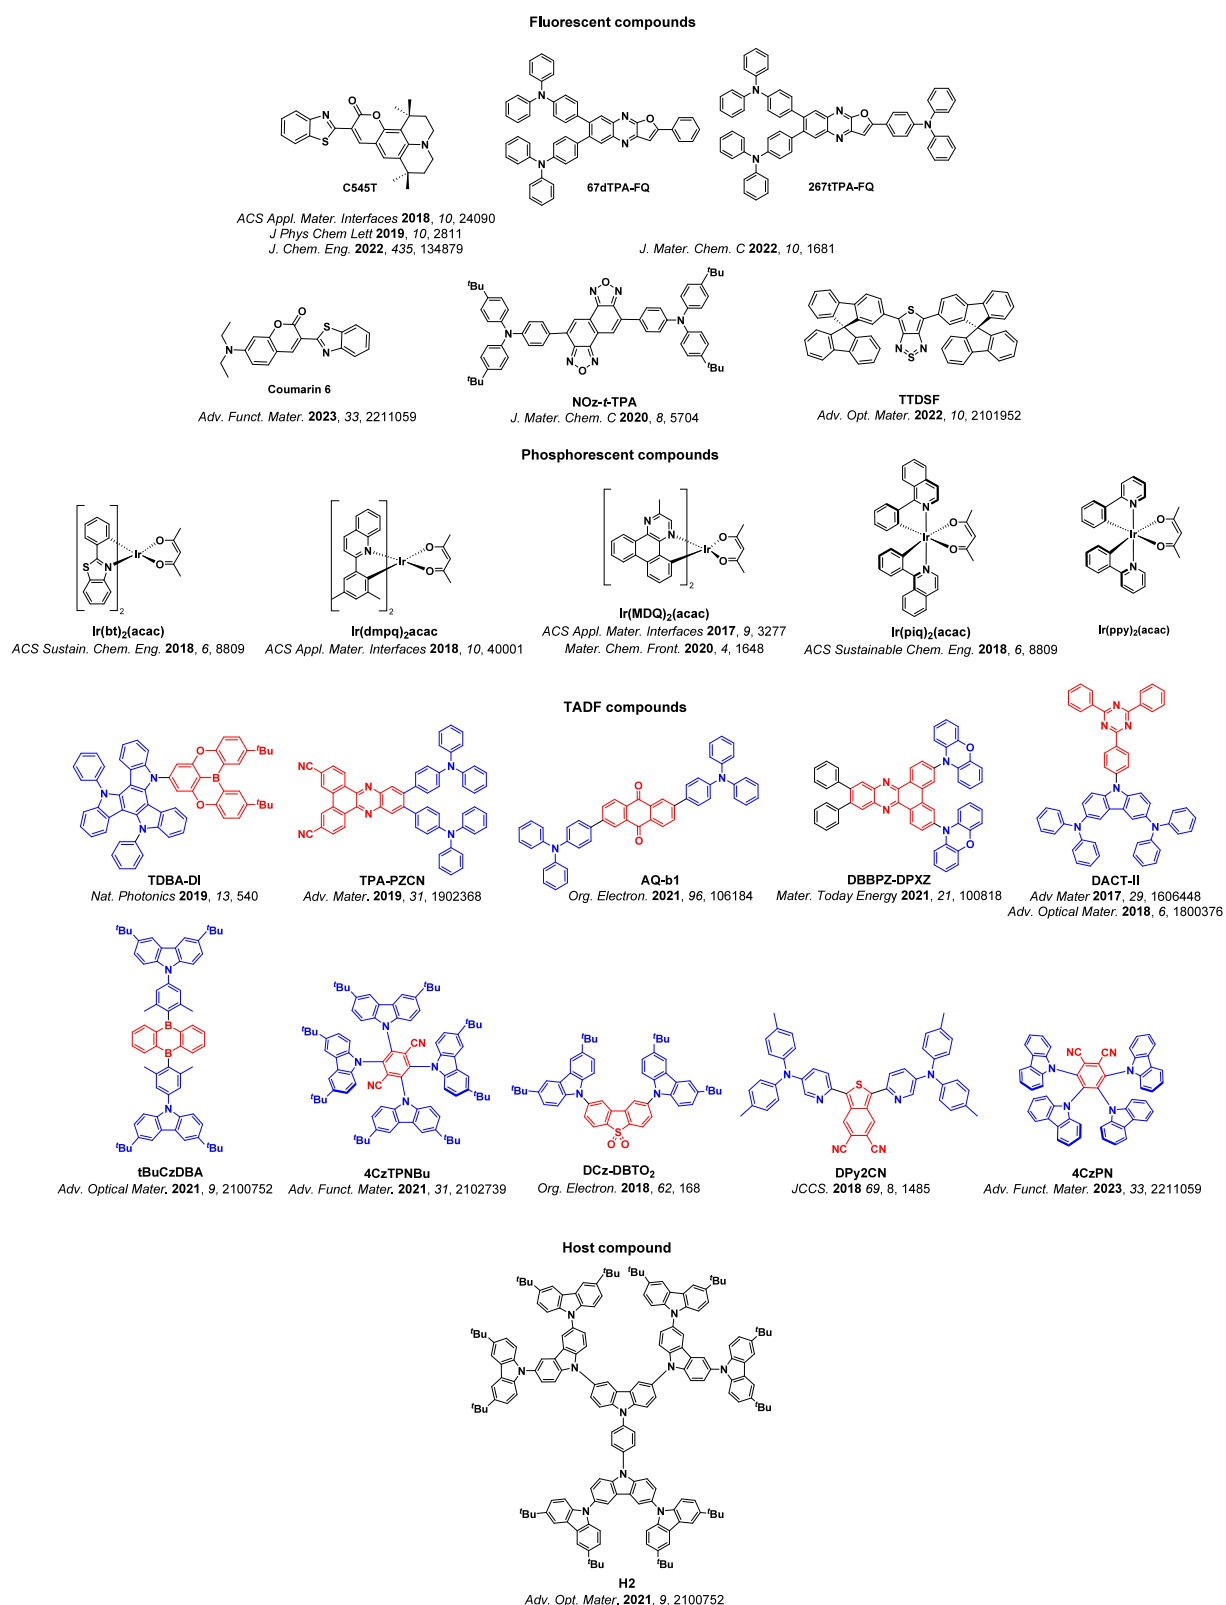 Fluorescent compounds
C545T
ACS Appl. Mater. Interfaces 2018, 10, 24090
J Phys Chem Lett 2019, 10, 2811
J. Chem. Eng. 2022, 435, 134879
67dTPA-FQ
267tTPA-FQ
J. Mater. Chem. C 2022, 10, 1681
Coumarin 6
Adv. Funct. Mater. 2023, 33, 2211059
NOz-t-TPA
J. Mater. Chem. C 2020, 8, 5704
TTDSF
Adv. Opt. Mater. 2022, 10, 2101952
Phosphorescent compounds
Ir(bt)2(acac)
ACS Sustain. Chem. Eng. 2018, 6, 8809
Ir(dmpq)2acac
ACS Appl. Mater. Interfaces 2018, 10, 40001
Ir(MDQ)2(acac)
ACS Appl. Mater. Interfaces 2017, 9, 3277
Mater. Chem. Front. 2020, 4, 1648
Ir(piq)2(acac)
ACS Sustainable Chem. Eng. 2018, 6, 8809
Ir(ppy)2(acac)
TADF compounds
TDBA-DI
Nat. Photonics 2019, 13, 540
TPA-PZCN
Adv. Mater. 2019, 31, 1902368
AQ-b1
Org. Electron. 2021, 96, 106184
DBBPZ-DPXZ
Mater. Today Energy 2021, 21, 100818
DACT-II
Adv Mater 2017, 29, 1606448
Adv. Optical Mater. 2018, 6, 1800376
tBuCzDBA
Adv. Optical Mater. 2021, 9, 2100752
4CzTPNBu
Adv. Funct. Mater. 2021, 31, 2102739
DCz-DBTO2
Org. Electron. 2018, 62, 168
DPy2CN
JCCS. 2018 69, 8, 1485
4CzPN
Adv. Funct. Mater. 2023, 33, 2211059
Host compound
H2
Adv. Opt. Mater. 2021, 9, 2100752